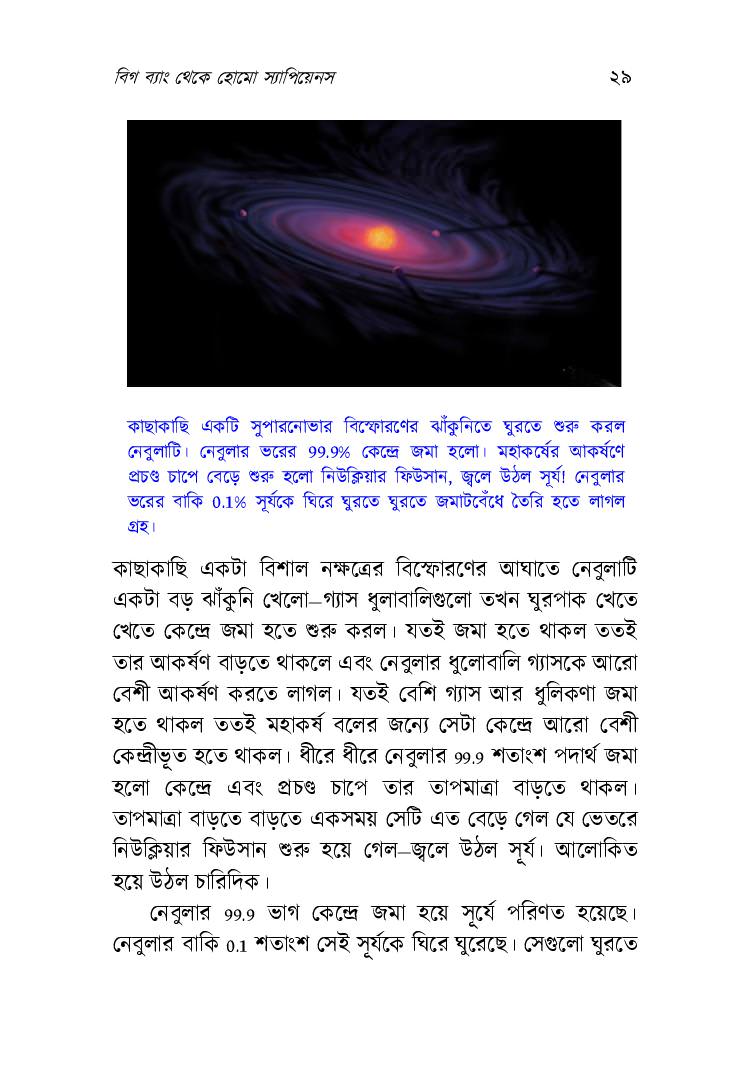 বিগ ব্যাং থেকে হোমো স্যাপিয়েনস ২৯
কাছাকাছি একটি সুপারনোভার বিস্ফোরণের ঝাঁকুনিতে ঘুরতে শুরু করল
নেবুলাটি। নেবুলার ভরের 99.9% কেন্দ্রে জমা হলো। মহাকর্ষের আকর্ষণে
প্রচণ্ড চাপে বেড়ে শুরু হলো নিউক্লিয়ার ফিউসান, জ্বলে উঠল সূর্য! নেবুলার
ভরের বাকি 0.1% সূর্যকে ঘিরে ঘুরতে ঘুরতে জমাটবেঁধে তৈরি হতে লাগল
গ্রহ।
কাছাকাছি একটা বিশাল নক্ষত্রের বিস্ফোরণের আঘাতে নেবুলাটি
একটা বড় ঝাঁকুনি খেলো—গ্যাস ধুলাবালিগুলো তখন ঘুরপাক খেতে
খেতে কেন্দ্রে জমা হতে শুরু করল। যতই জমা হতে থাকল ততই
তার আকর্ষণ বাড়তে থাকলে এবং নেবুলার ধুলোবালি গ্যাসকে আরো
বেশী আকর্ষণ করতে লাগল। যতই বেশি গ্যাস আর ধুলিকণা জমা
হতে থাকল ততই মহাকর্ষ বলের জন্যে সেটা কেন্দ্রে আরো বেশী
কেন্দ্রীভূত হতে থাকল। ধীরে ধীরে নেবুলার 99.9 শতাংশ পদার্থ জমা
হলো কেন্দ্রে এবং প্রচণ্ড চাপে তার তাপমাত্রা বাড়তে থাকল।
তাপমাত্রা বাড়তে বাড়তে একসময় সেটি এত বেড়ে গেল যে ভেতরে
নিউক্লিয়ার ফিউসান শুরু হয়ে গেল—জ্বলে উঠল সূর্য। আলোকিত
হয়ে উঠল চারিদিক।
নেবুলার 99.9 ভাগ কেন্দ্রে জমা হয়ে সূর্যে পরিণত হয়েছে।
নেবুলার বাকি 0.1 শতাংশ সেই সূর্যকে ঘিরে ঘুরেছে। সেগুলো ঘুরতে